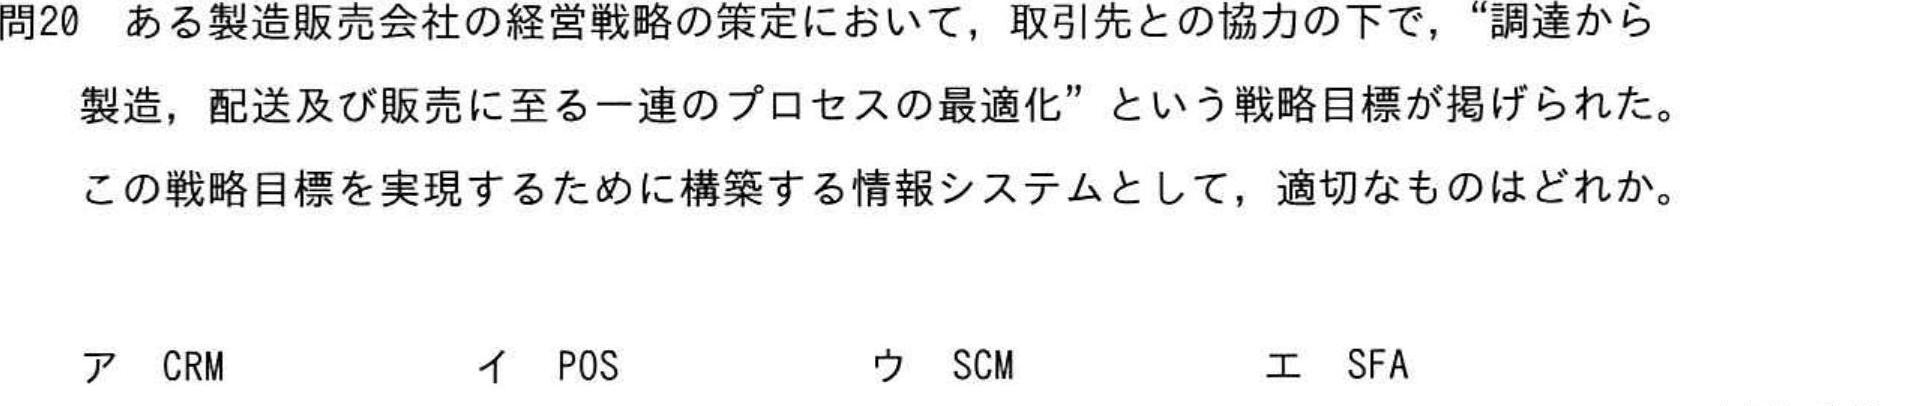 問20　ある製造販売会社の経営戦略の策定において，取引先との協力の下で，“調達から
製造，配送及び販売に至る一連のプロセスの最適化”という戦略目標が掲げられた。
この戦略目標を実現するために構築する情報システムとして，適切なものはどれか。
ア　CRM　イ　POS　ウ　SCM　エ　SFA